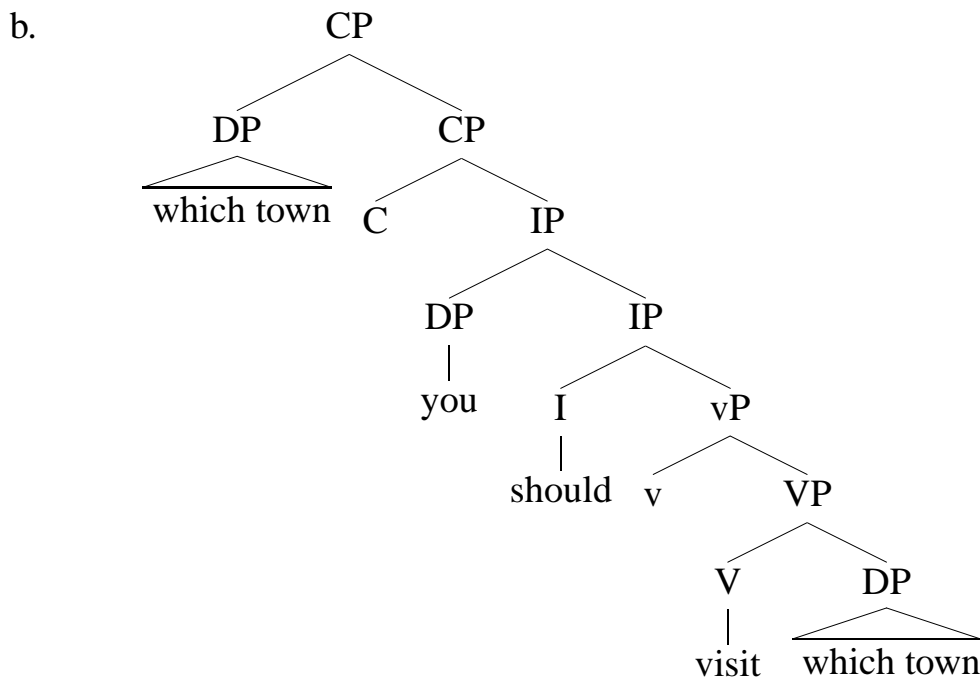 b.
CP
DP CP
which town C IP
DP IP
you I vP
should v VP
V DP
visit which town